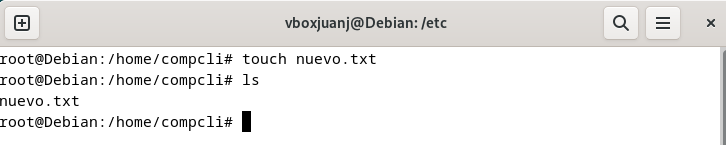 vboxjuanj@Debian: /etc
root@Debian:/home/compcli# touch nuevo.txt
root@Debian:/home/compcli# ls
nuevo.txt
root@Debian:/home/compcli#